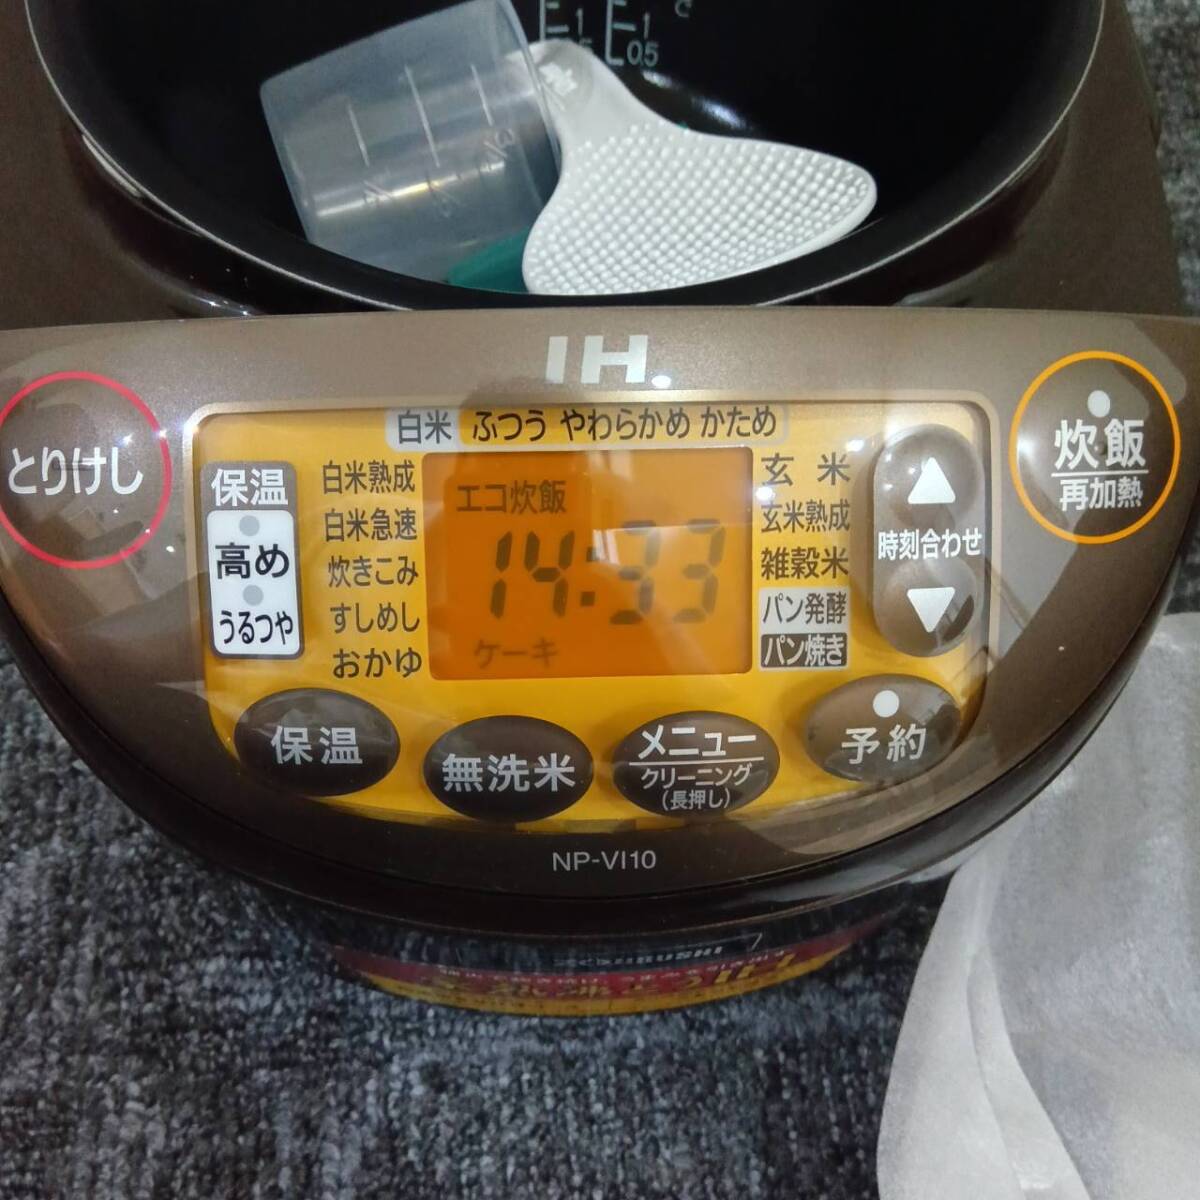 1
1
0.5
IH
とりけし
炊飯
再加熱
白米 ふつう やわらかめ かため
保温
高め
うるつや
白米熟成
白米急速
炊きこみ
すしめし
おかゆ
エコ炊飯
14:33
ケーキ
玄米
玄米熟成
雑穀米
パン発酵
パン焼き
時刻合わせ
保温
無洗米
メニュー
クリーニング
(長押し)
予約
NP-VI10
ZOJIRUSHI